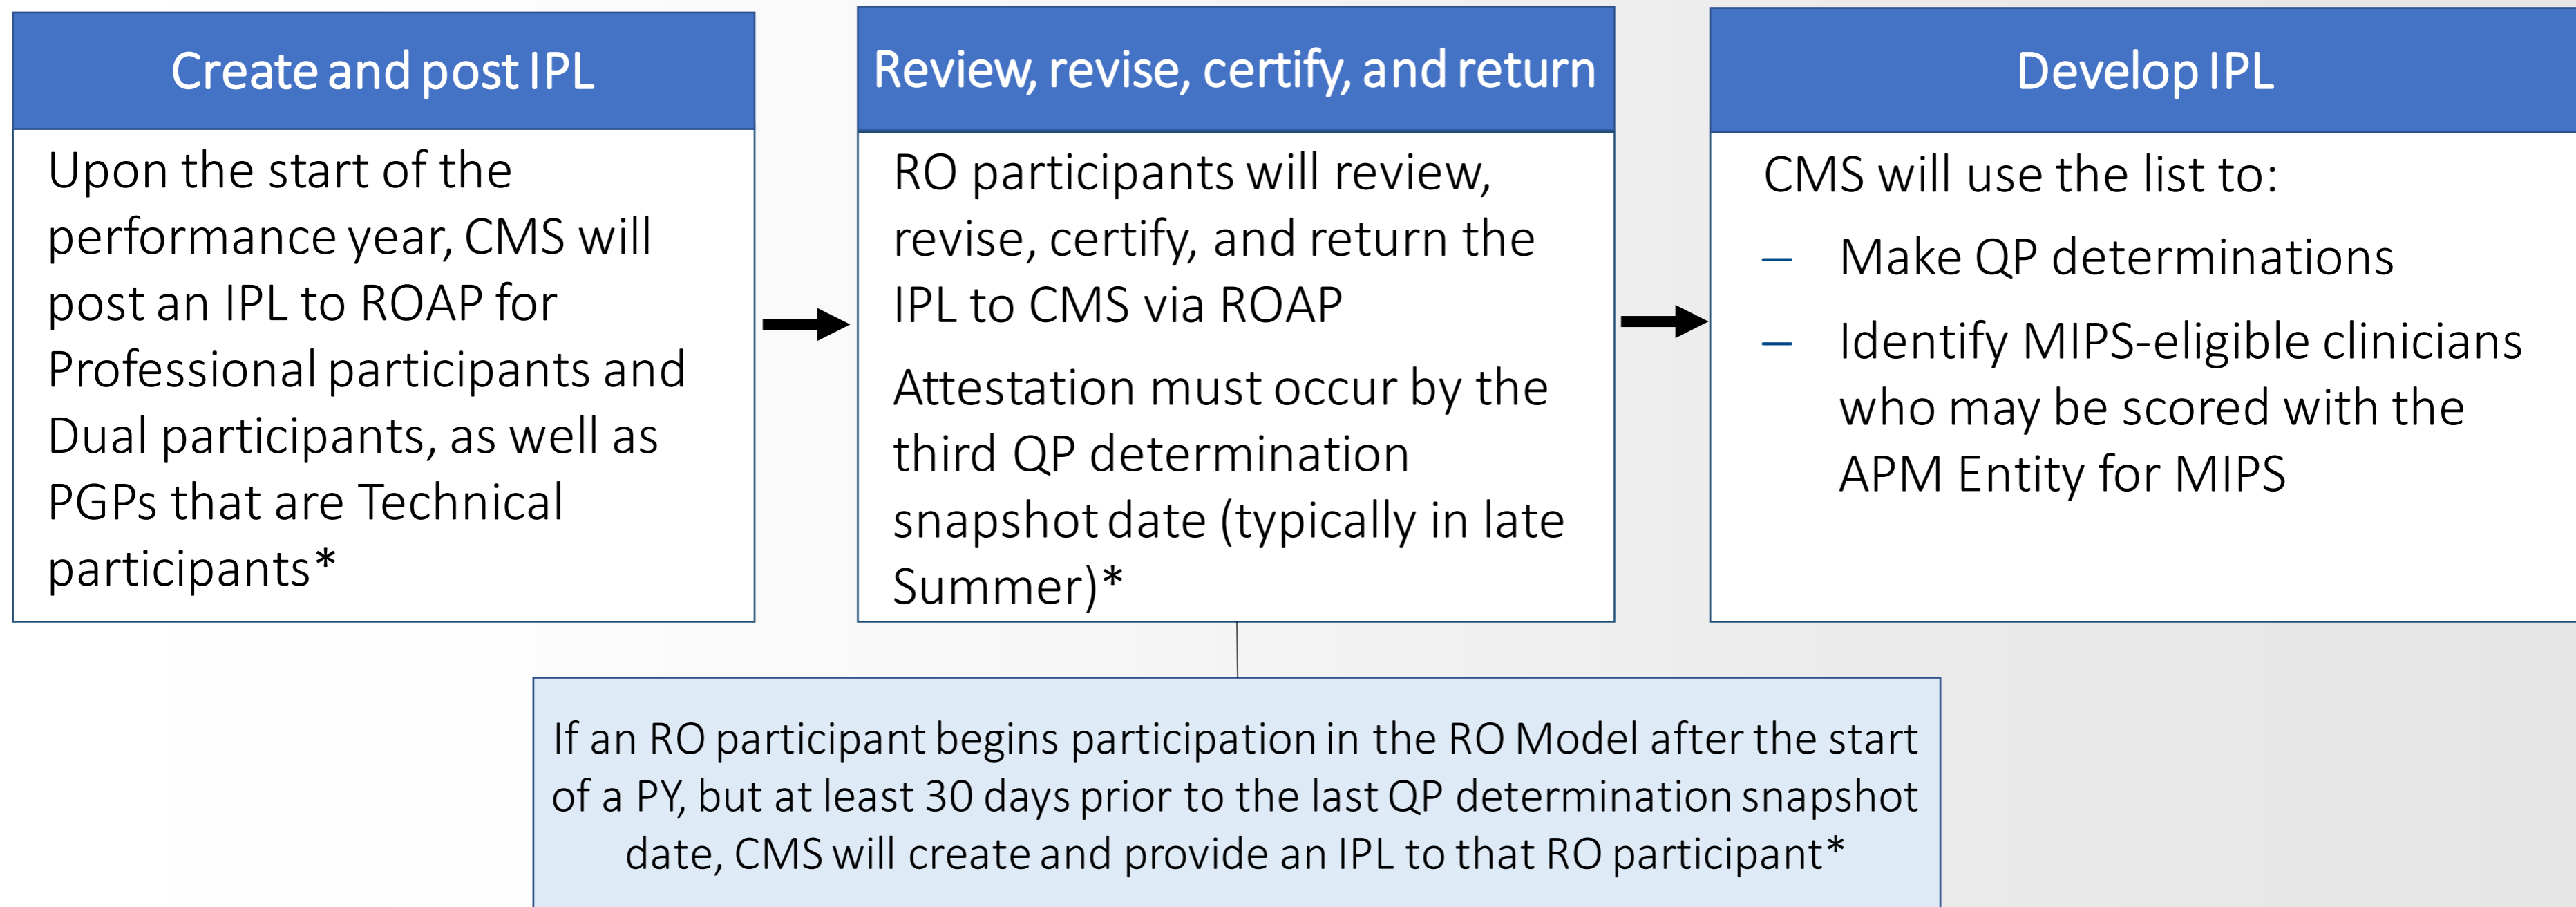 Create and post IPL
Upon the start of the
performance year, CMS will
post an IPL to ROAP for
Professional participants and
Dual participants, as well as
PGPs that are Technical
participants*
Review, revise, certify, and return
RO participants will review,
revise, certify, and return the
IPL to CMS via ROAP
Attestation must occur by the
third QP determination
snapshot date (typically in late
Summer)*
Develop IPL
CMS will use the list to:
– Make QP determinations
– Identify MIPS-eligible clinicians
who may be scored with the
APM Entity for MIPS
If an RO participant begins participation in the RO Model after the start
of a PY, but at least 30 days prior to the last QP determination snapshot
date, CMS will create and provide an IPL to that RO participant*